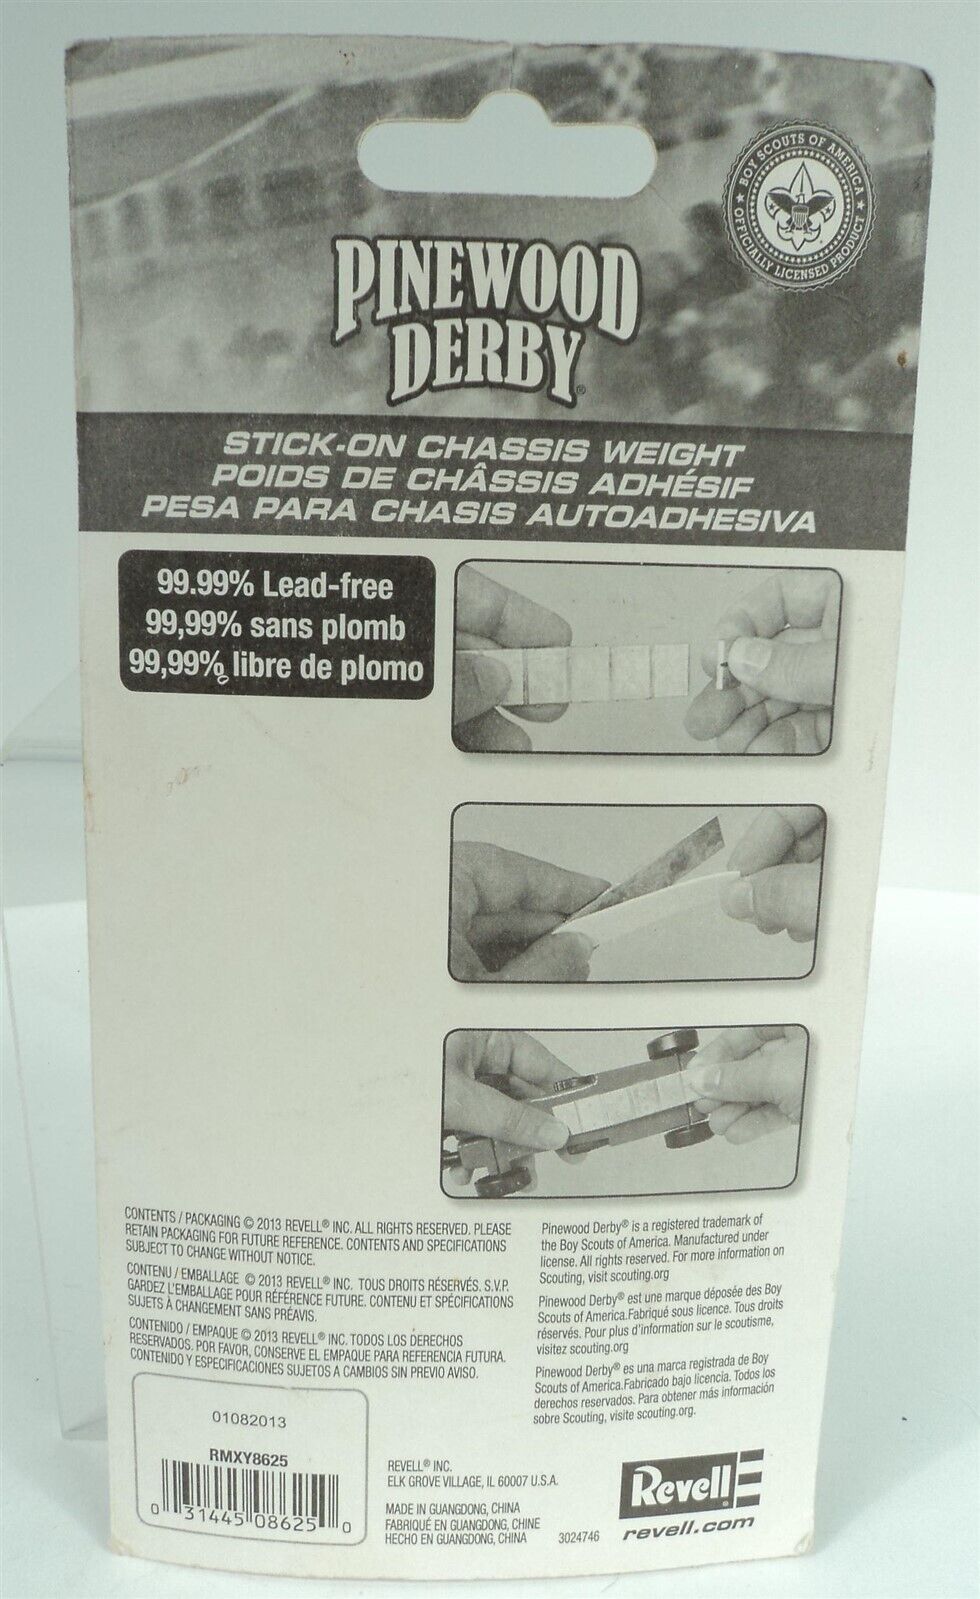 BOY SCOUTS OF AMERICA
★ OFFICIALLY LICENSED PRODUCT ★
PINEWOOD
DERBY®
STICK-ON CHASSIS WEIGHT
POIDS DE CHÂSSIS ADHÉSIF
PESA PARA CHASIS AUTOADHESIVA
99.99% Lead-free
99,99% sans plomb
99,99% libre de plomo
CONTENTS / PACKAGING © 2013 REVELL® INC. ALL RIGHTS RESERVED. PLEASE
RETAIN PACKAGING FOR FUTURE REFERENCE. CONTENTS AND SPECIFICATIONS
SUBJECT TO CHANGE WITHOUT NOTICE.
CONTENU / EMBALLAGE © 2013 REVELL® INC. TOUS DROITS RÉSERVÉS. S.V.P.
GARDEZ L'EMBALLAGE POUR RÉFÉRENCE FUTURE. CONTENU ET SPÉCIFICATIONS
SUJETS À CHANGEMENT SANS PRÉAVIS.
CONTENIDO / EMPAQUE © 2013 REVELL® INC. TODOS LOS DERECHOS
RESERVADOS. POR FAVOR, CONSERVE EL EMPAQUE PARA REFERENCIA FUTURA.
CONTENIDO Y ESPECIFICACIONES SUJETOS A CAMBIOS SIN PREVIO AVISO.
Pinewood Derby® is a registered trademark of
the Boy Scouts of America. Manufactured under
license. All rights reserved. For more information on
Scouting, visit scouting.org
Pinewood Derby® est une marque déposée des Boy
Scouts of America.Fabriqué sous licence. Tous droits
réservés. Pour plus d'information sur le scoutisme,
visitez scouting.org
Pinewood Derby® es una marca registrada de Boy
Scouts of America.Fabricado bajo licencia. Todos los
derechos reservados. Para obtener más información
sobre Scouting, visite scouting.org.
01082013
RMXY8625
0 31445 08625 0
REVELL® INC.
ELK GROVE VILLAGE, IL 60007 U.S.A.
MADE IN GUANGDONG, CHINA
FABRIQUÉ EN GUANGDONG, CHINE
HECHO EN GUANGDONG, CHINA
3024746
Revell
revell.com